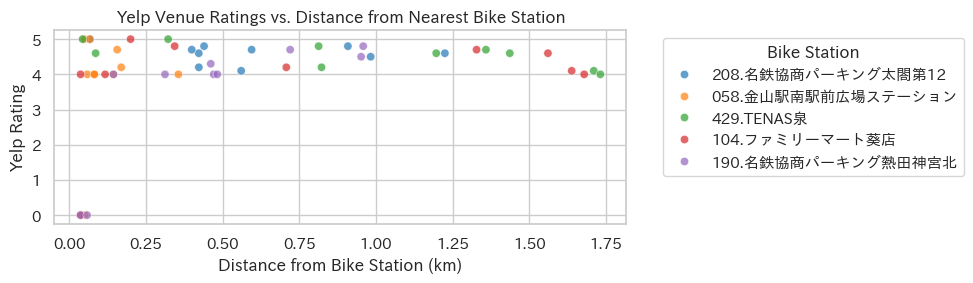 Yelp Venue Ratings vs. Distance from Nearest Bike Station
Yelp Rating
5
4
3
2
1
0
0.00 0.25 0.50 0.75 1.00 1.25 1.50 1.75
Distance from Bike Station (km)
Bike Station
208.名鉄協商パーキング太閤第12
058.金山駅南駅前広場ステーション
429.TENAS泉
104.ファミリーマート葵店
190.名鉄協商パーキング熱田神宮北